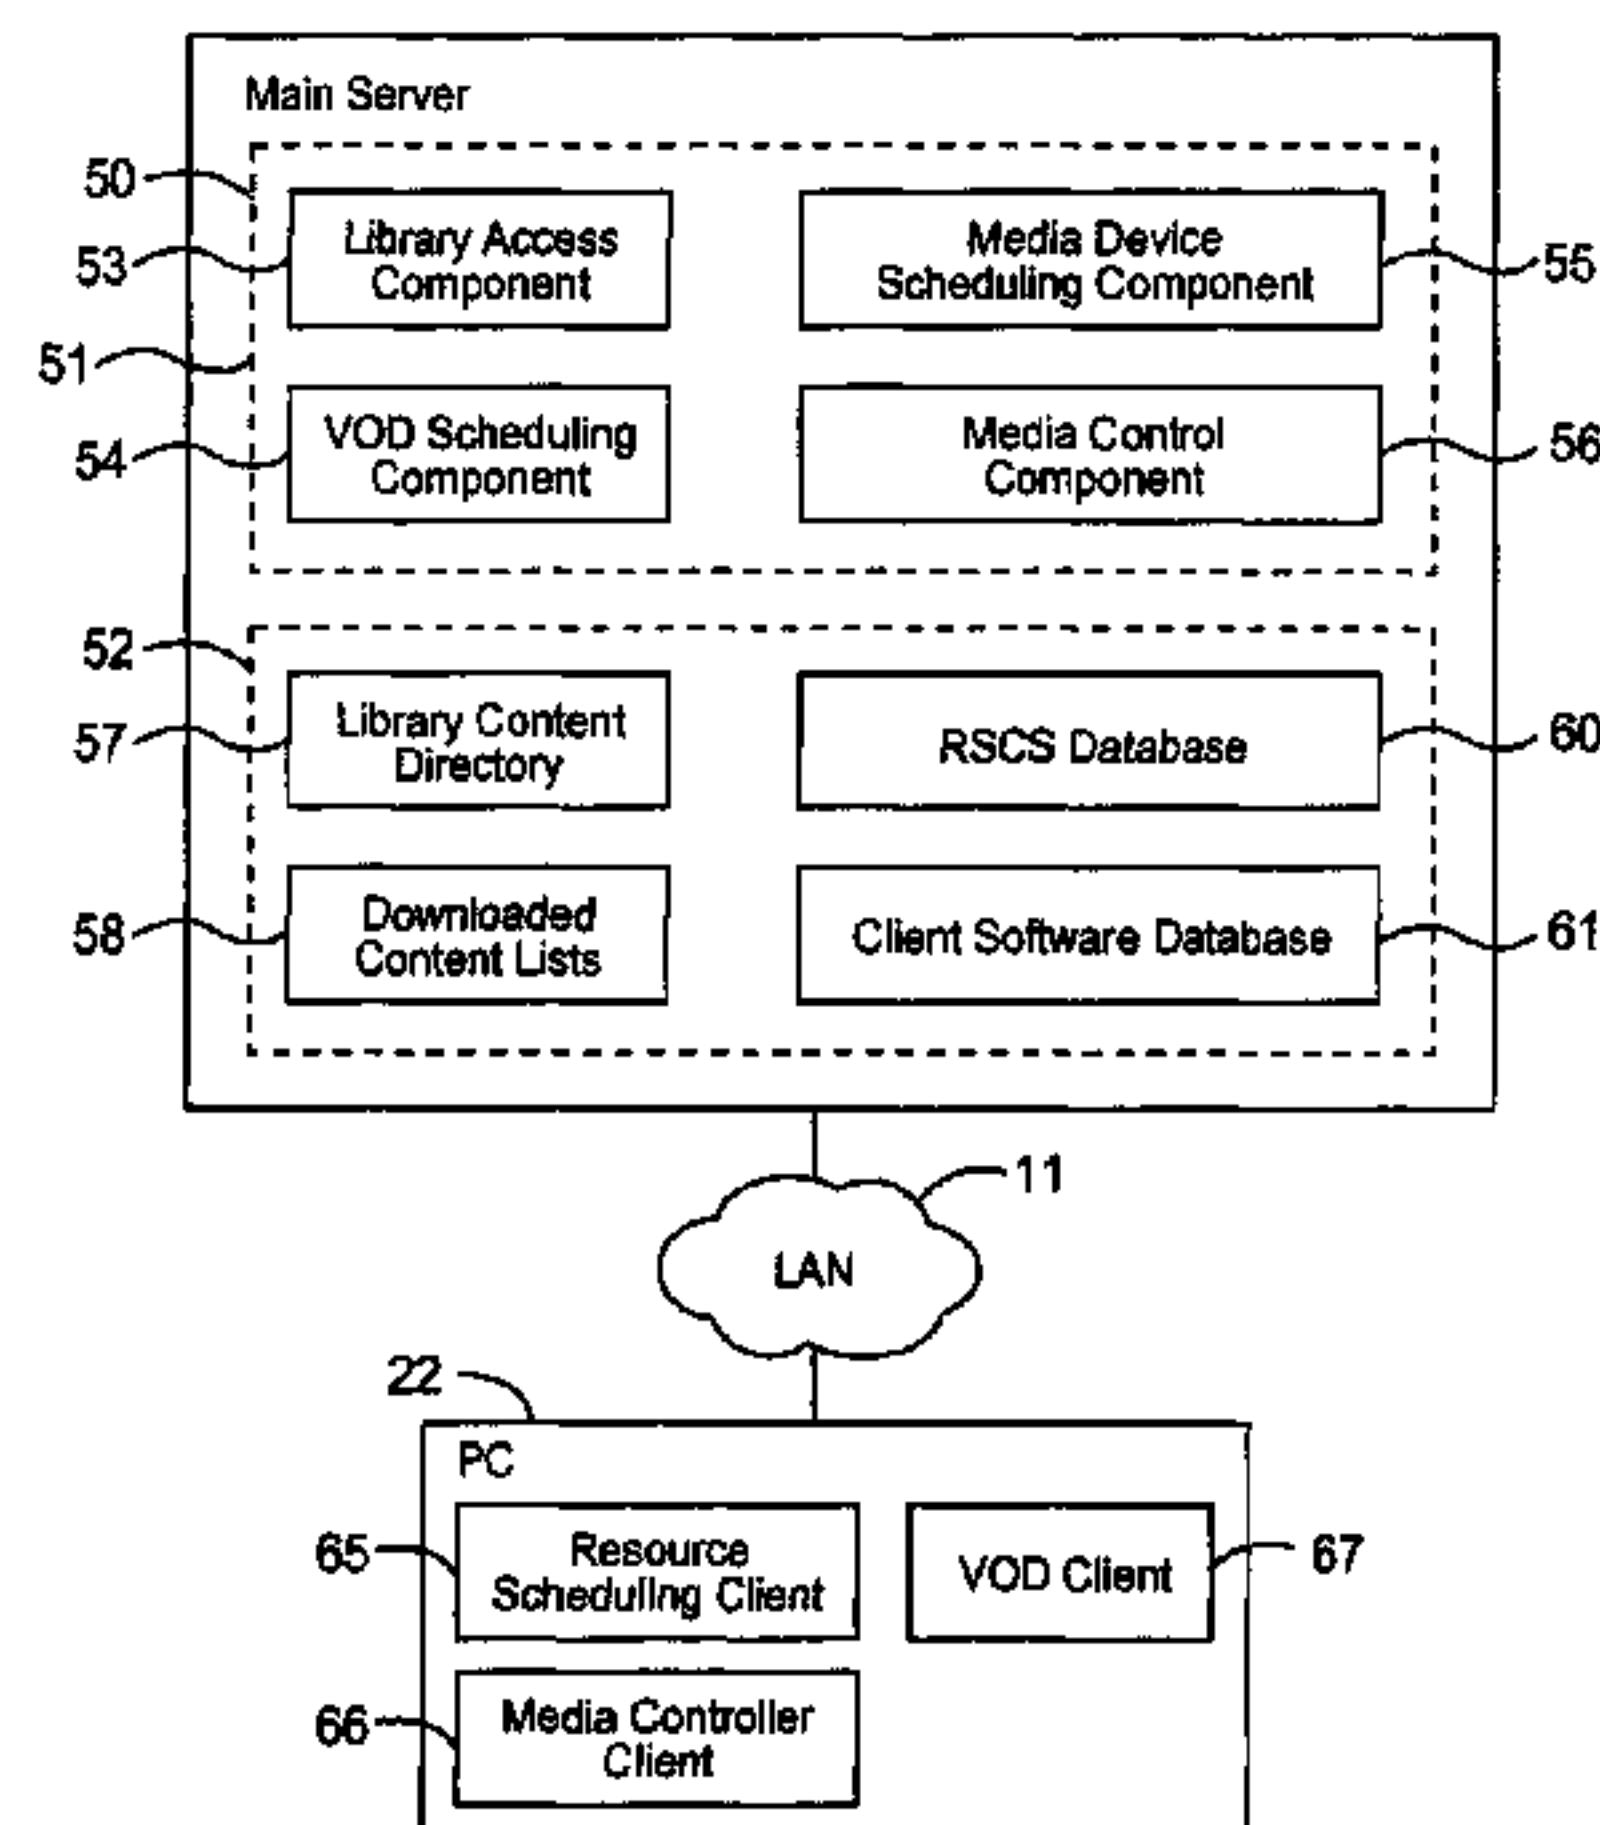 Main Server
50
53
Library Access
Component
Media Device
Scheduling Component
55
51
54
VOD Scheduling
Component
Media Control
Component
56
52
57
Library Content
Directory
RSCS Database
60
58
Downloaded
Content Lists
Client Software Database
61
11
LAN
22
PC
65
Resource
Scheduling Client
VOD Client
67
66
Media Controller
Client